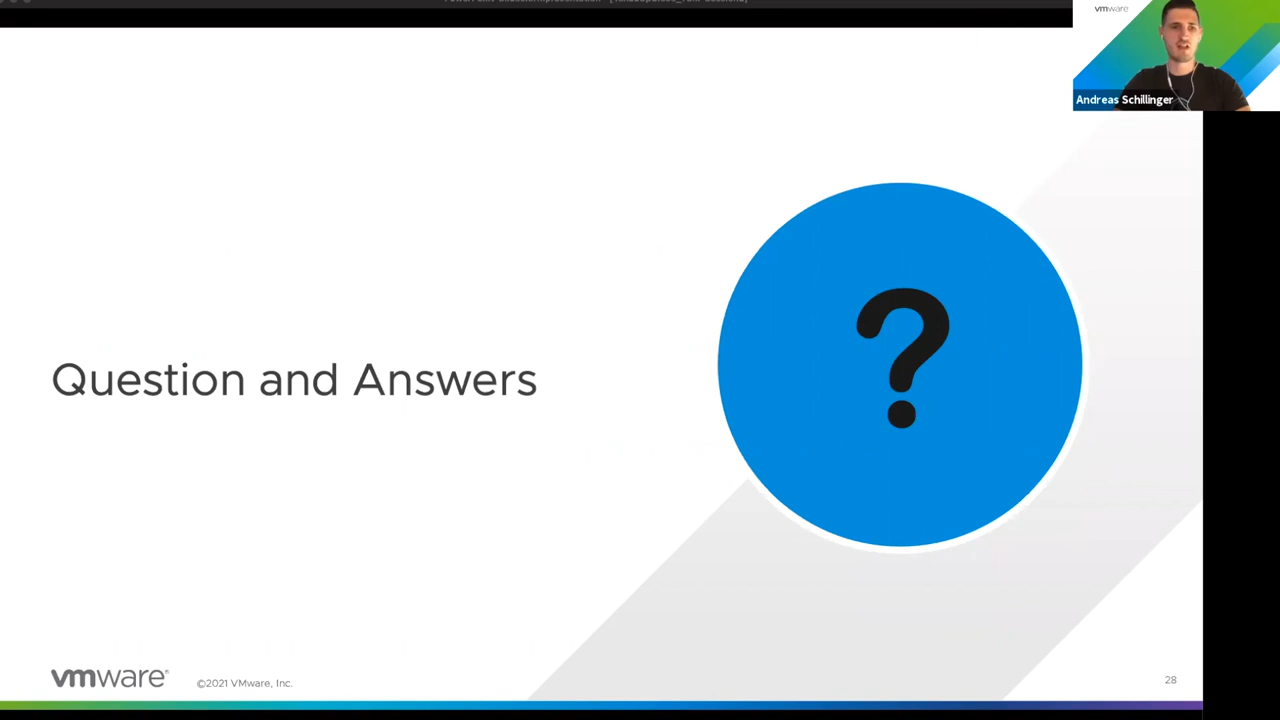 vmware
Andreas Schillinger
?
Question and Answers
vmware®
©2021 VMware, Inc.
28